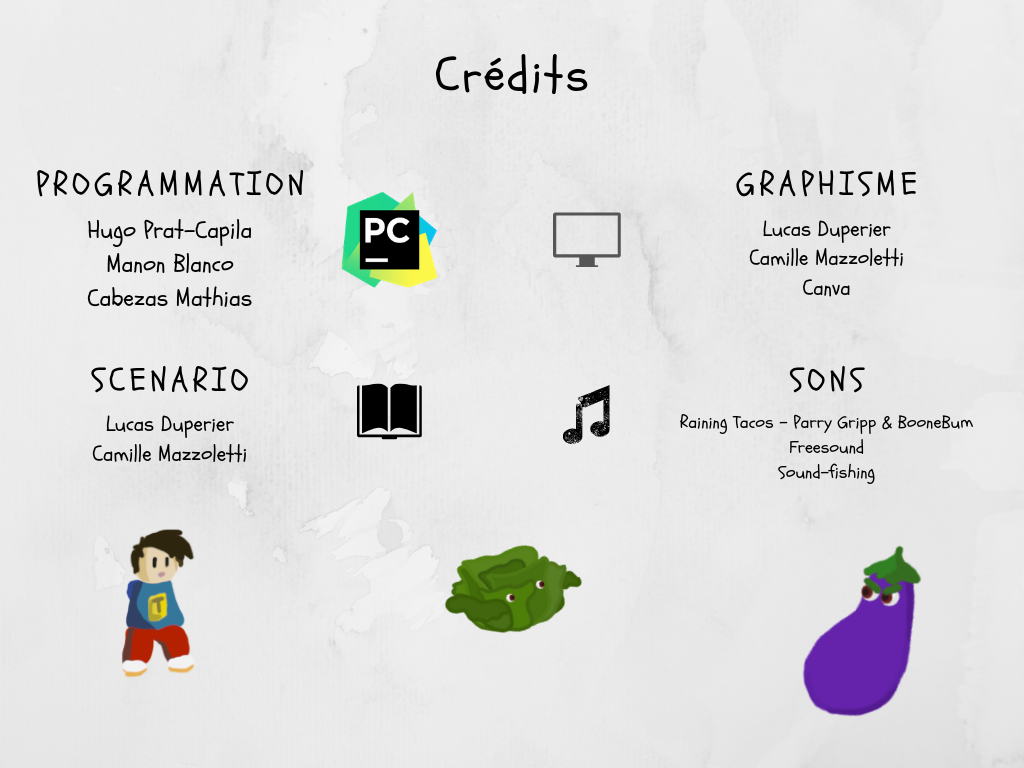 Crédits
PROGRAMMATION
Hugo Prat-Capila
Manon Blanco
Cabezas Mathias
PC
GRAPHISME
Lucas Duperier
Camille Mazzoletti
Canva
SCENARIO
Lucas Duperier
Camille Mazzoletti
SONS
Raining Tacos - Parry Gripp & BooneBum
Freesound
Sound-fishing
T